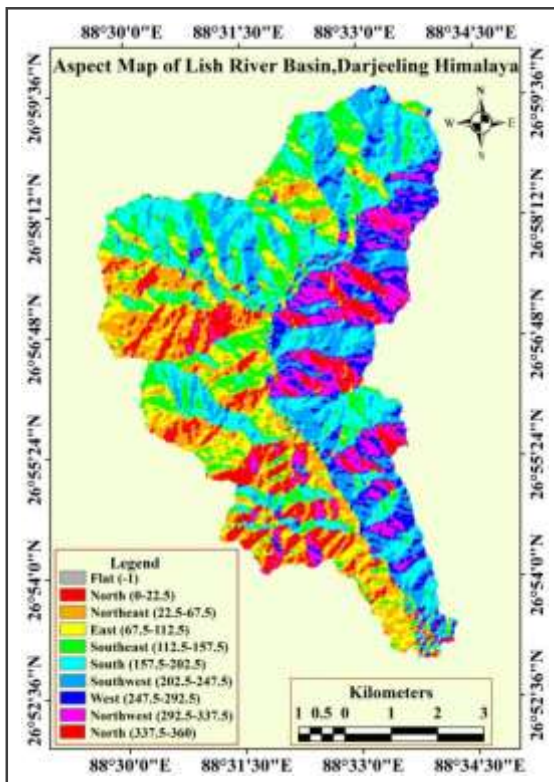 88°30'0"E 88°31'30"E 88°33'0"E 88°34'30"E
Aspect Map of Lish River Basin,Darjeeling Himalaya
N
W E
S
26°59'36"N 26°59'36"N
26°58'12"N 26°58'12"N
26°56'48"N 26°56'48"N
26°55'24"N 26°55'24"N
26°54'0"N 26°54'0"N
26°52'36"N 26°52'36"N
Legend
Flat (-1)
North (0-22.5)
Northeast (22.5-67.5)
East (67.5-112.5)
Southeast (112.5-157.5)
South (157.5-202.5)
Southwest (202.5-247.5)
West (247.5-292.5)
Northwest (292.5-337.5)
North (337.5-360)
Kilometers
1 0.5 0 1 2 3
88°30'0"E 88°31'30"E 88°33'0"E 88°34'30"E